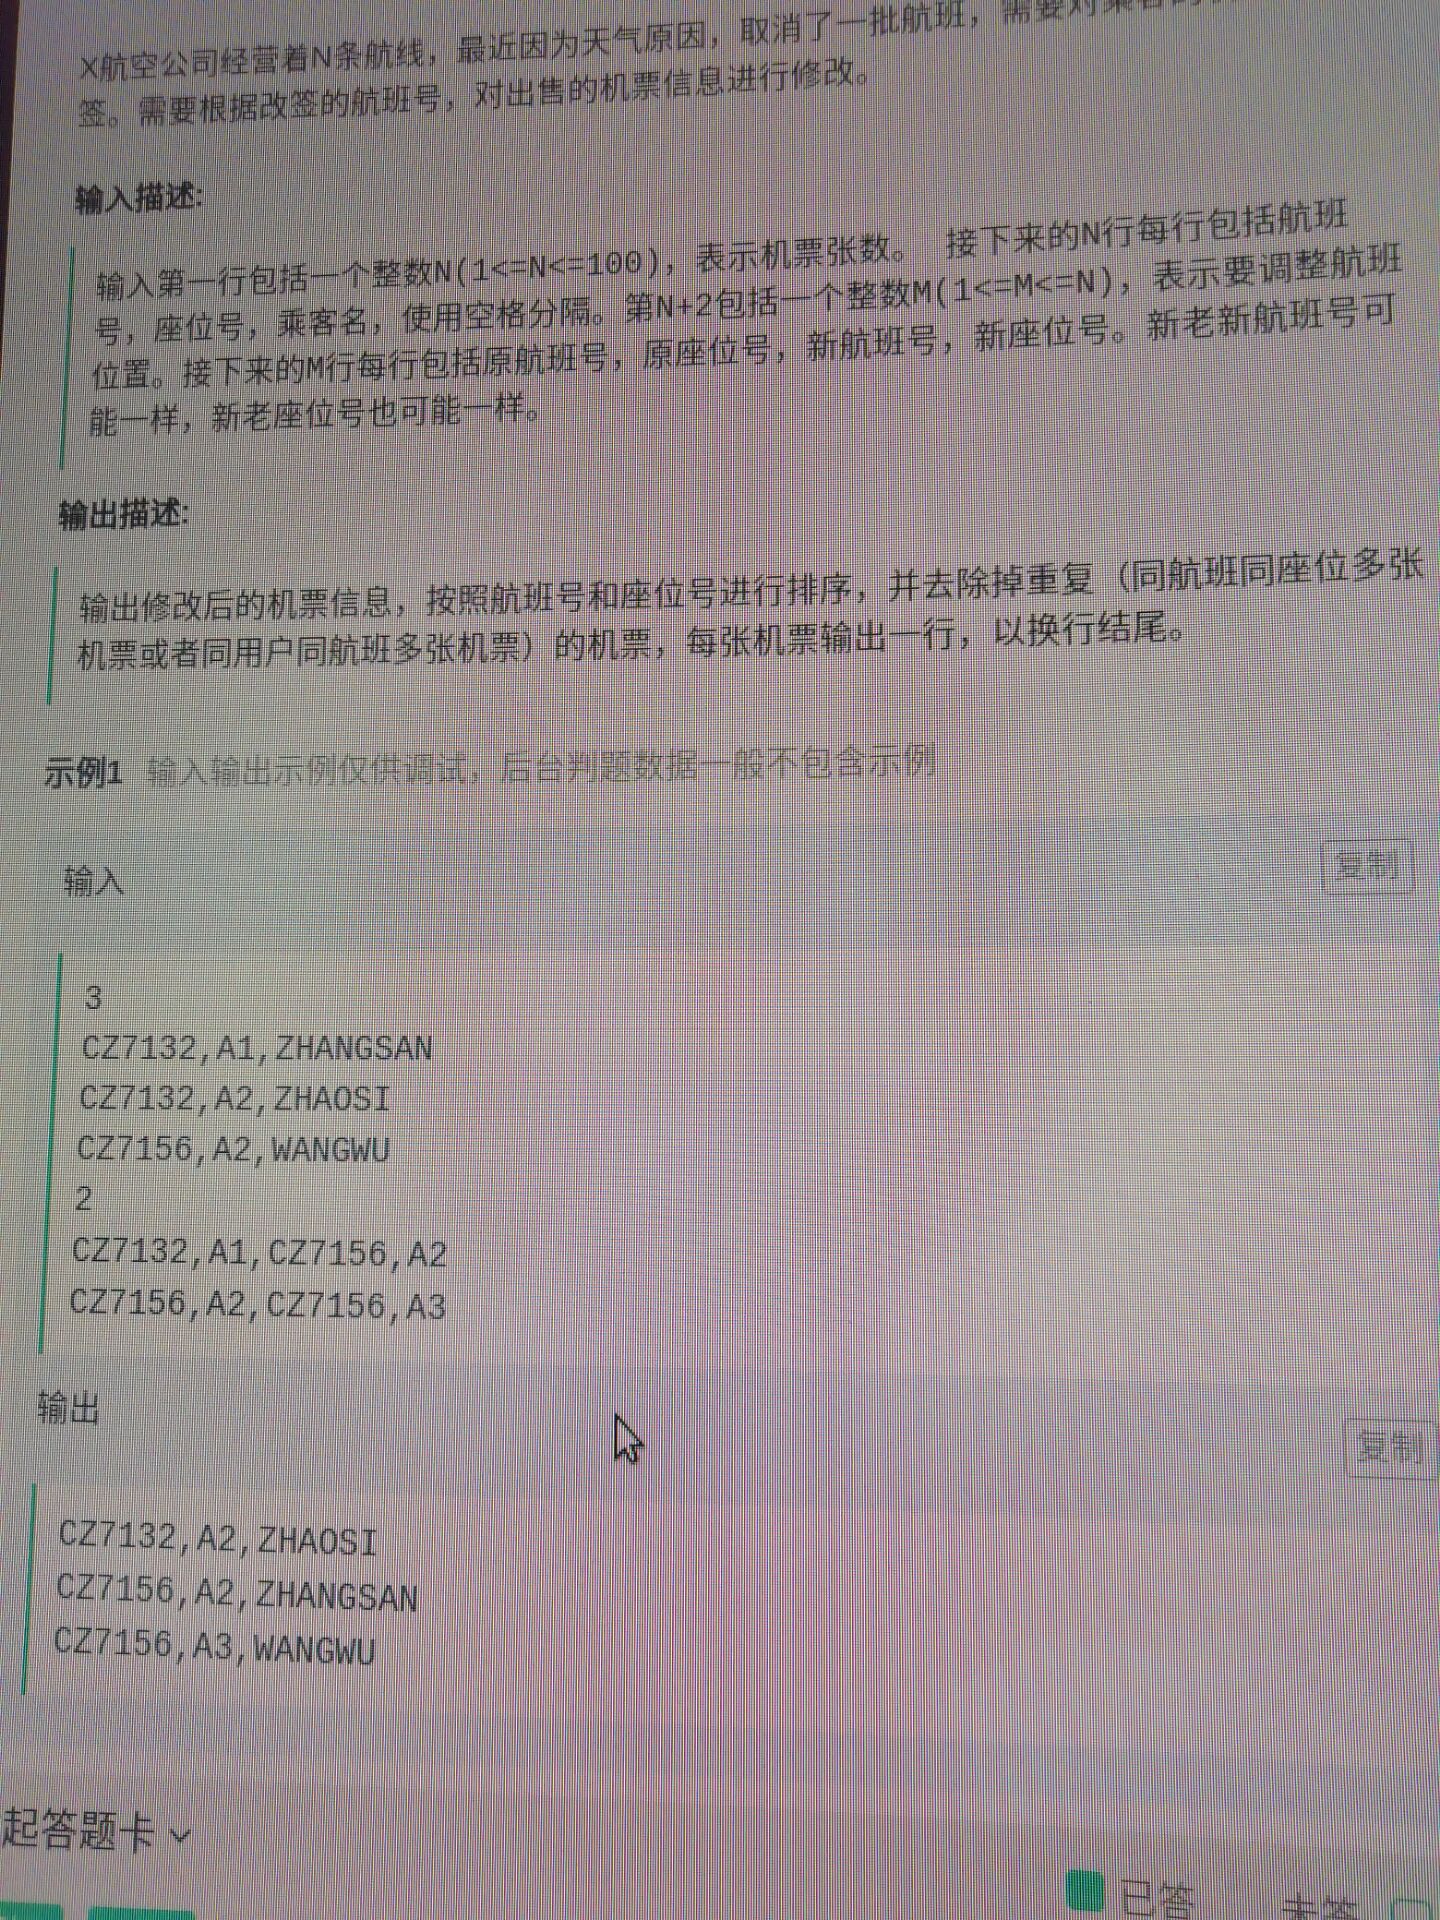 X航空公司经营着N条航线，最近因为天气原因，取消了一批航班，需要对乘客的
签。需要根据改签的航班号，对出售的机票信息进行修改。
输入描述:
输入第一行包括一个整数N(1<=N<=100)，表示机票张数。 接下来的N行每行包括航班
号，座位号，乘客名，使用空格分隔。第N+2包括一个整数M(1<=M<=N)，表示要调整航班
位置。接下来的M行每行包括原航班号，原座位号，新航班号，新座位号。新老新航班号可
能一样，新老座位号也可能一样。
输出描述:
输出修改后的机票信息，按照航班号和座位号进行排序，并去除掉重复（同航班同座位多张
机票或者同用户同航班多张机票）的机票，每张机票输出一行，以换行结尾。
示例1 输入输出示例仅供调试，后台判题数据一般不包含示例
输入
复制
3
CZ7132,A1,ZHANGSAN
CZ7132,A2,ZHAOSI
CZ7156,A2,WANGWU
2
CZ7132,A1,CZ7156,A2
CZ7156,A2,CZ7156,A3
输出
复制
CZ7132,A2,ZHAOSI
CZ7156,A2,ZHANGSAN
CZ7156,A3,WANGWU
起答题卡
已答 未答